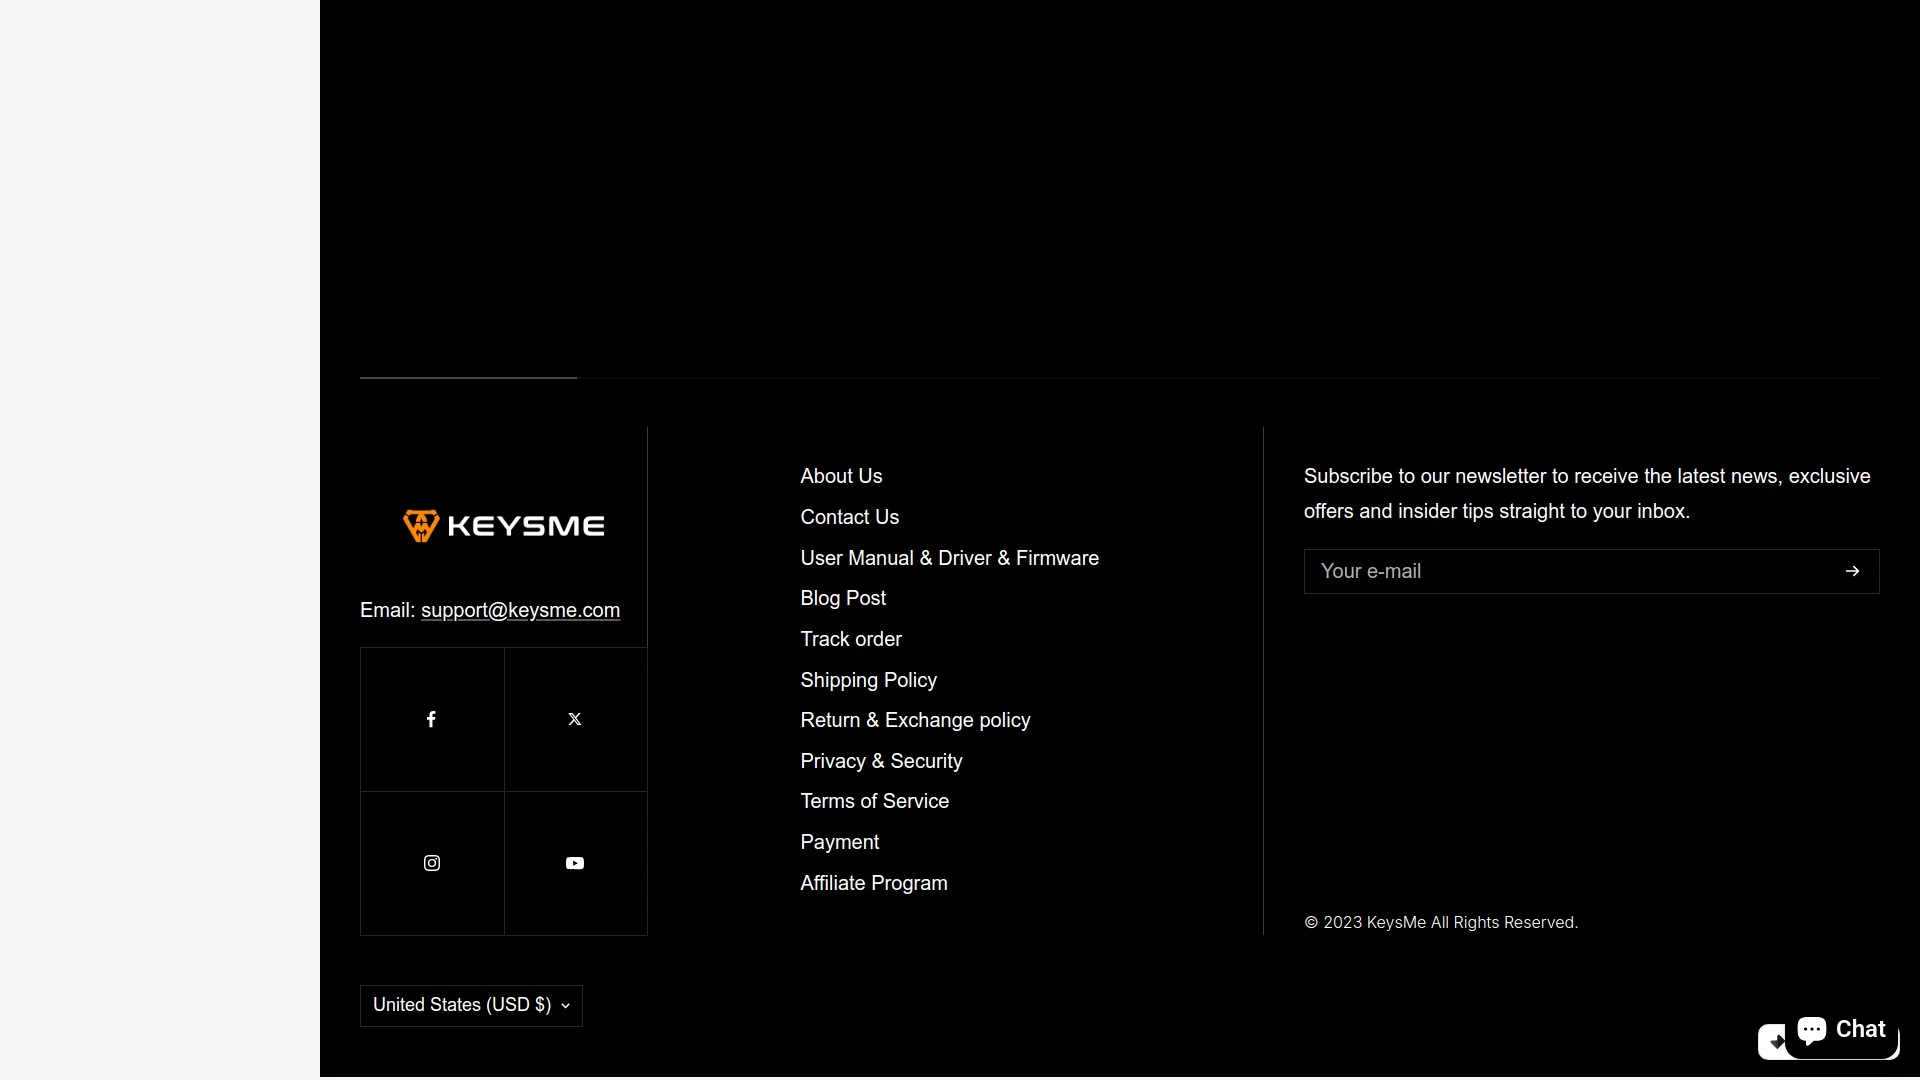 KEYSME
Email: support@keysme.com
United States (USD $)
About Us
Contact Us
User Manual & Driver & Firmware
Blog Post
Track order
Shipping Policy
Return & Exchange policy
Privacy & Security
Terms of Service
Payment
Affiliate Program
Subscribe to our newsletter to receive the latest news, exclusive
offers and insider tips straight to your inbox.
Your e-mail
© 2023 KeysMe All Rights Reserved.
Chat